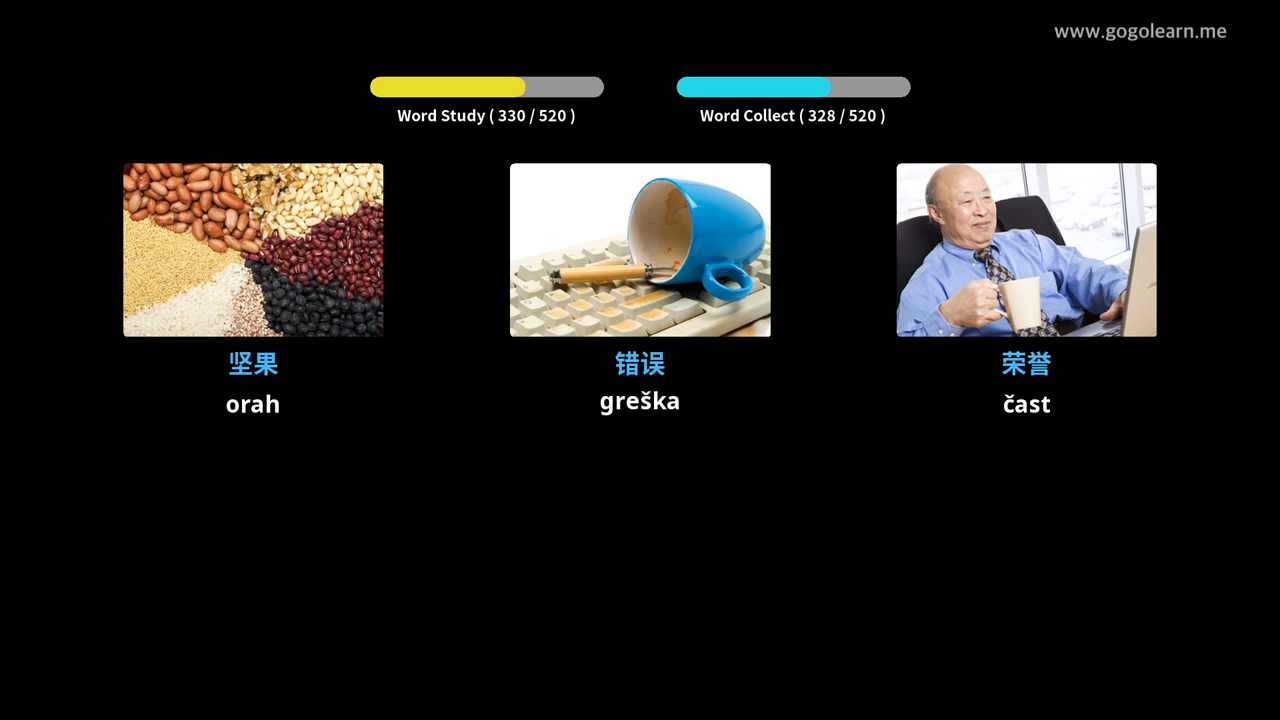 www.gogolearn.me
Word Study ( 330 / 520 )
Word Collect ( 328 / 520 )
坚果
错误
荣誉
orah
greška
čast